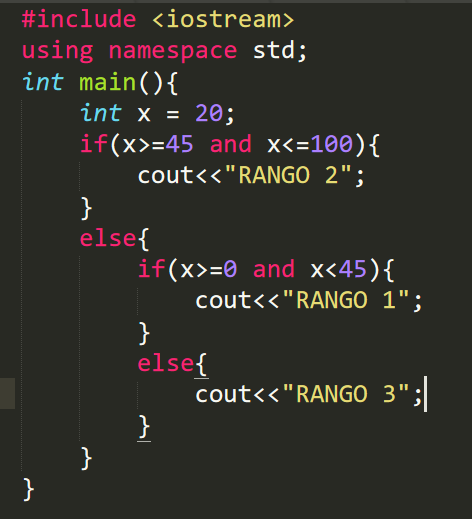 #include <iostream>
using namespace std;
int main(){
    int x = 20;
    if(x>=45 and x<=100){
        cout<<"RANGO 2";
    }
    else{
        if(x>=0 and x<45){
            cout<<"RANGO 1";
        }
        else{
            cout<<"RANGO 3";
        }
    }
}